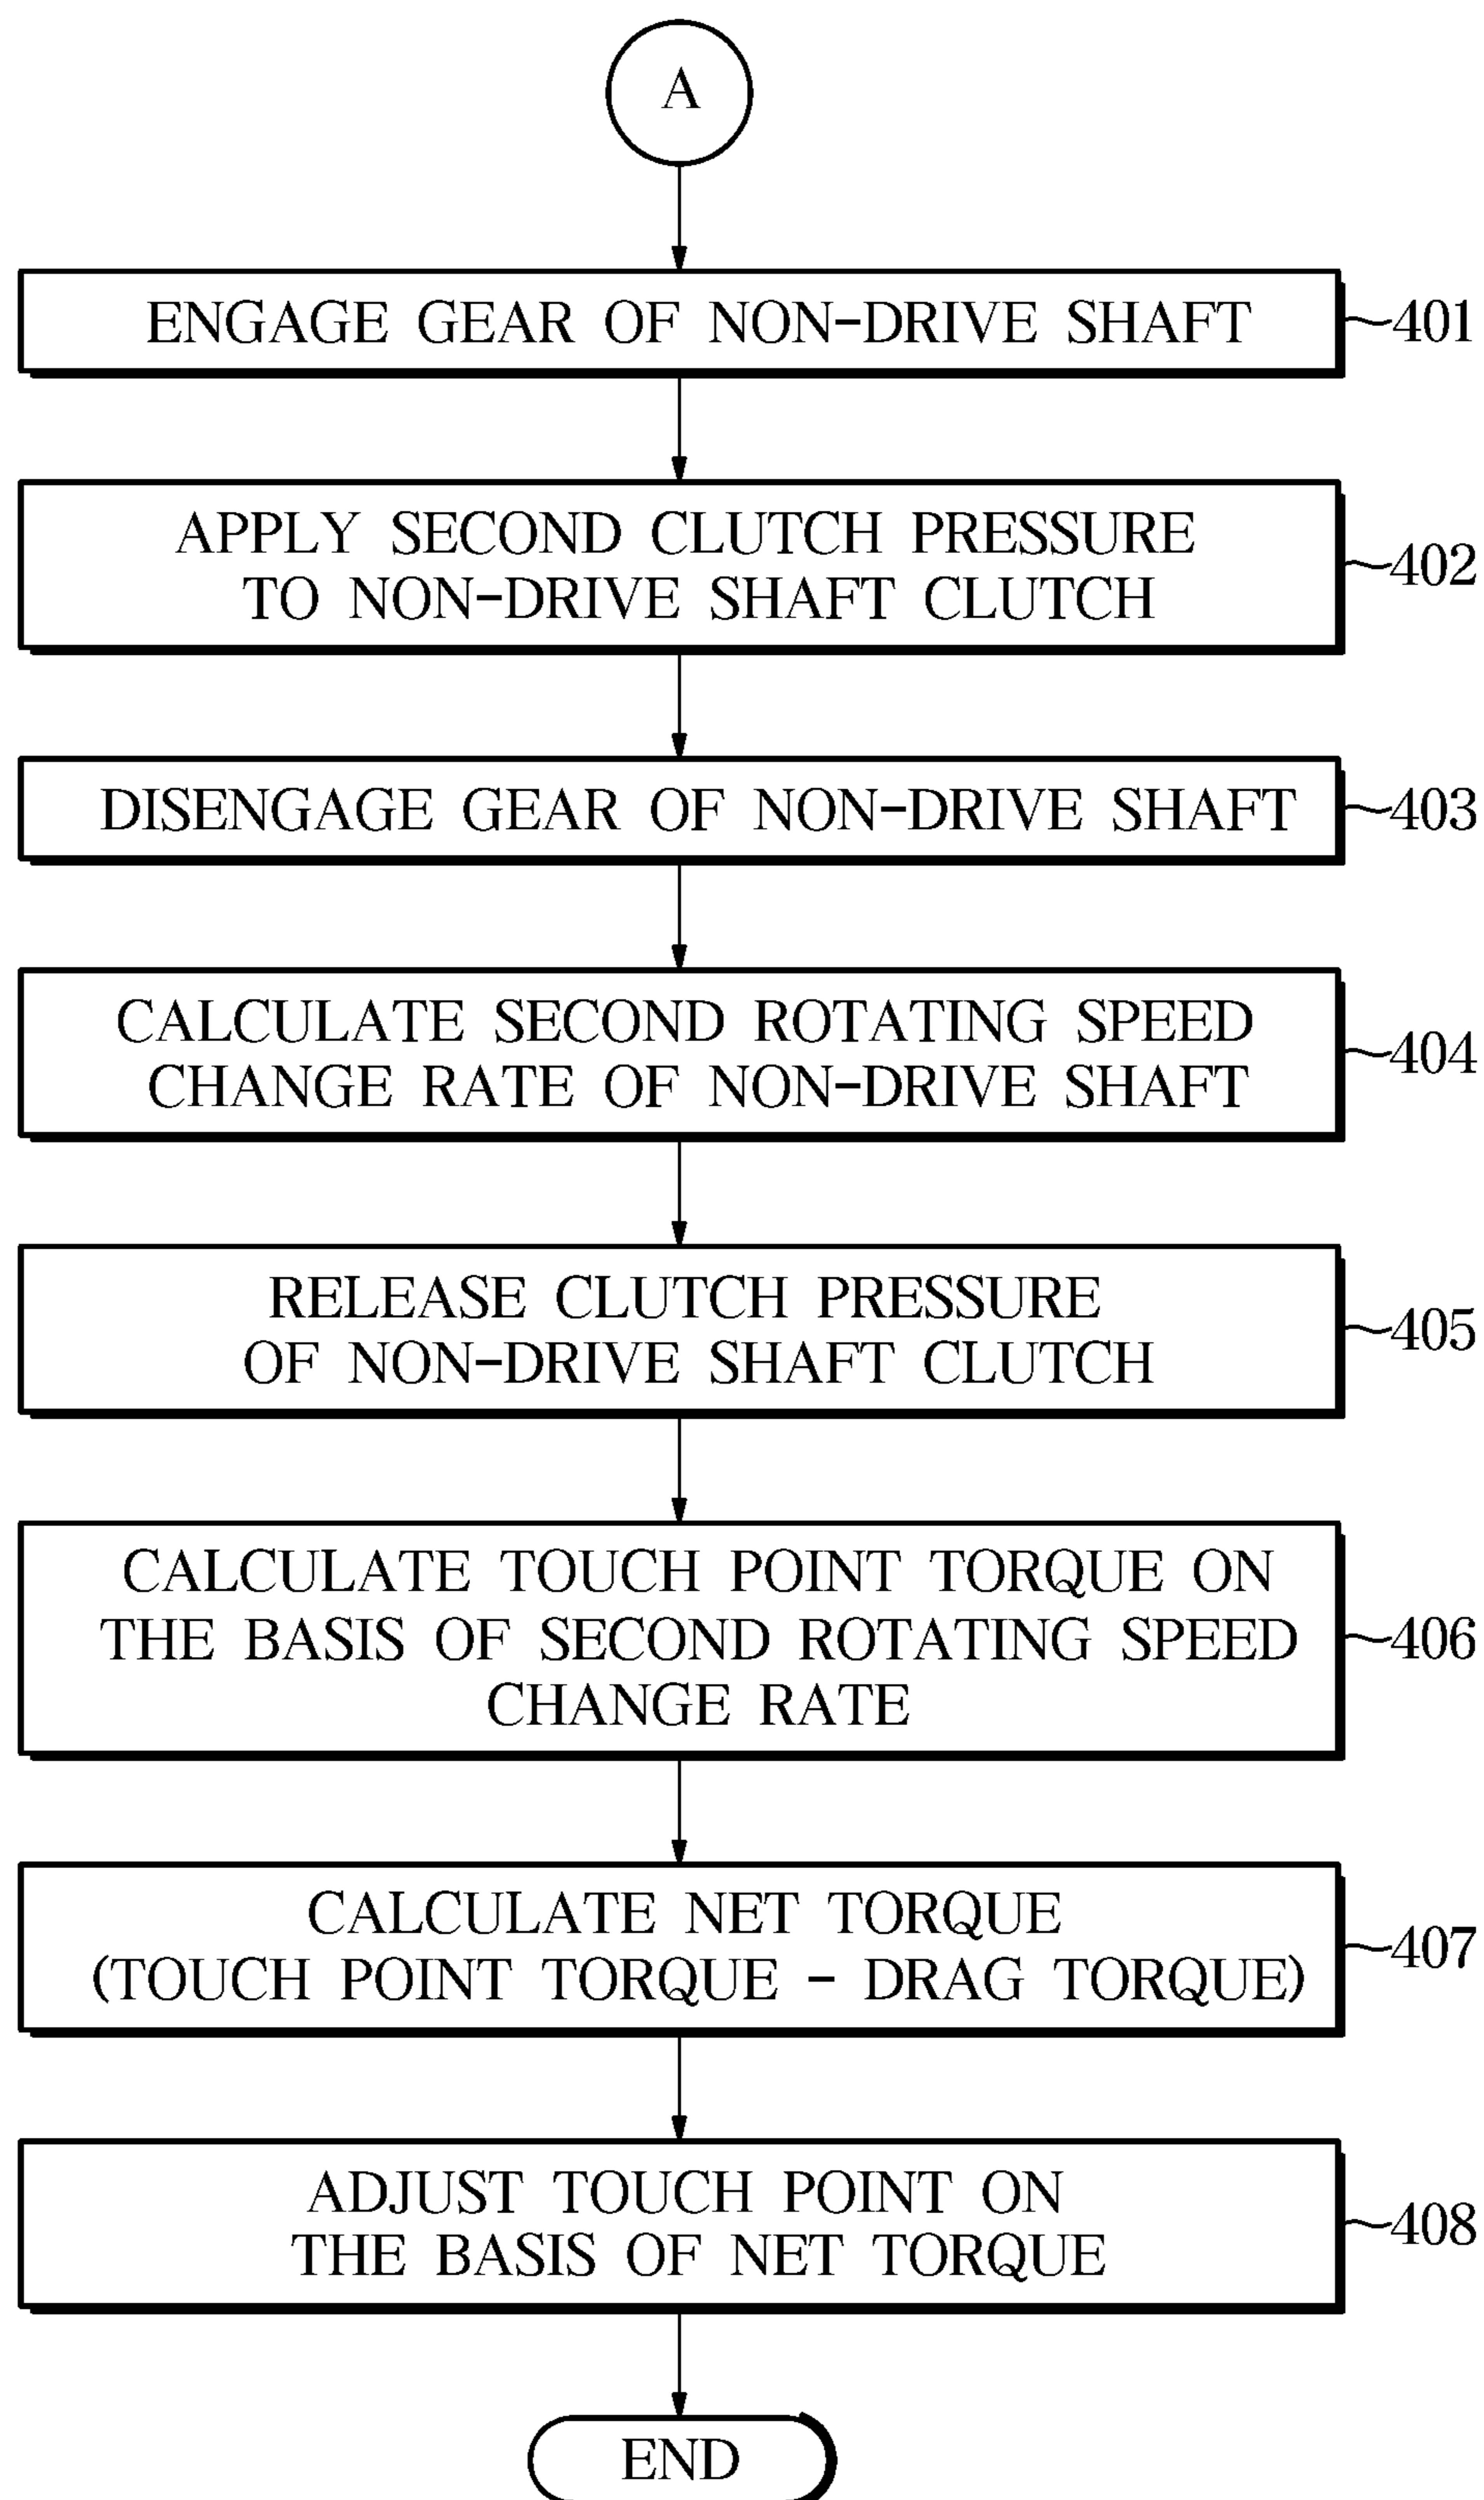 A
ENGAGE GEAR OF NON-DRIVE SHAFT
401
APPLY SECOND CLUTCH PRESSURE
TO NON-DRIVE SHAFT CLUTCH
402
DISENGAGE GEAR OF NON-DRIVE SHAFT
403
CALCULATE SECOND ROTATING SPEED
CHANGE RATE OF NON-DRIVE SHAFT
404
RELEASE CLUTCH PRESSURE
OF NON-DRIVE SHAFT CLUTCH
405
CALCULATE TOUCH POINT TORQUE ON
THE BASIS OF SECOND ROTATING SPEED
CHANGE RATE
406
CALCULATE NET TORQUE
(TOUCH POINT TORQUE - DRAG TORQUE)
407
ADJUST TOUCH POINT ON
THE BASIS OF NET TORQUE
408
END